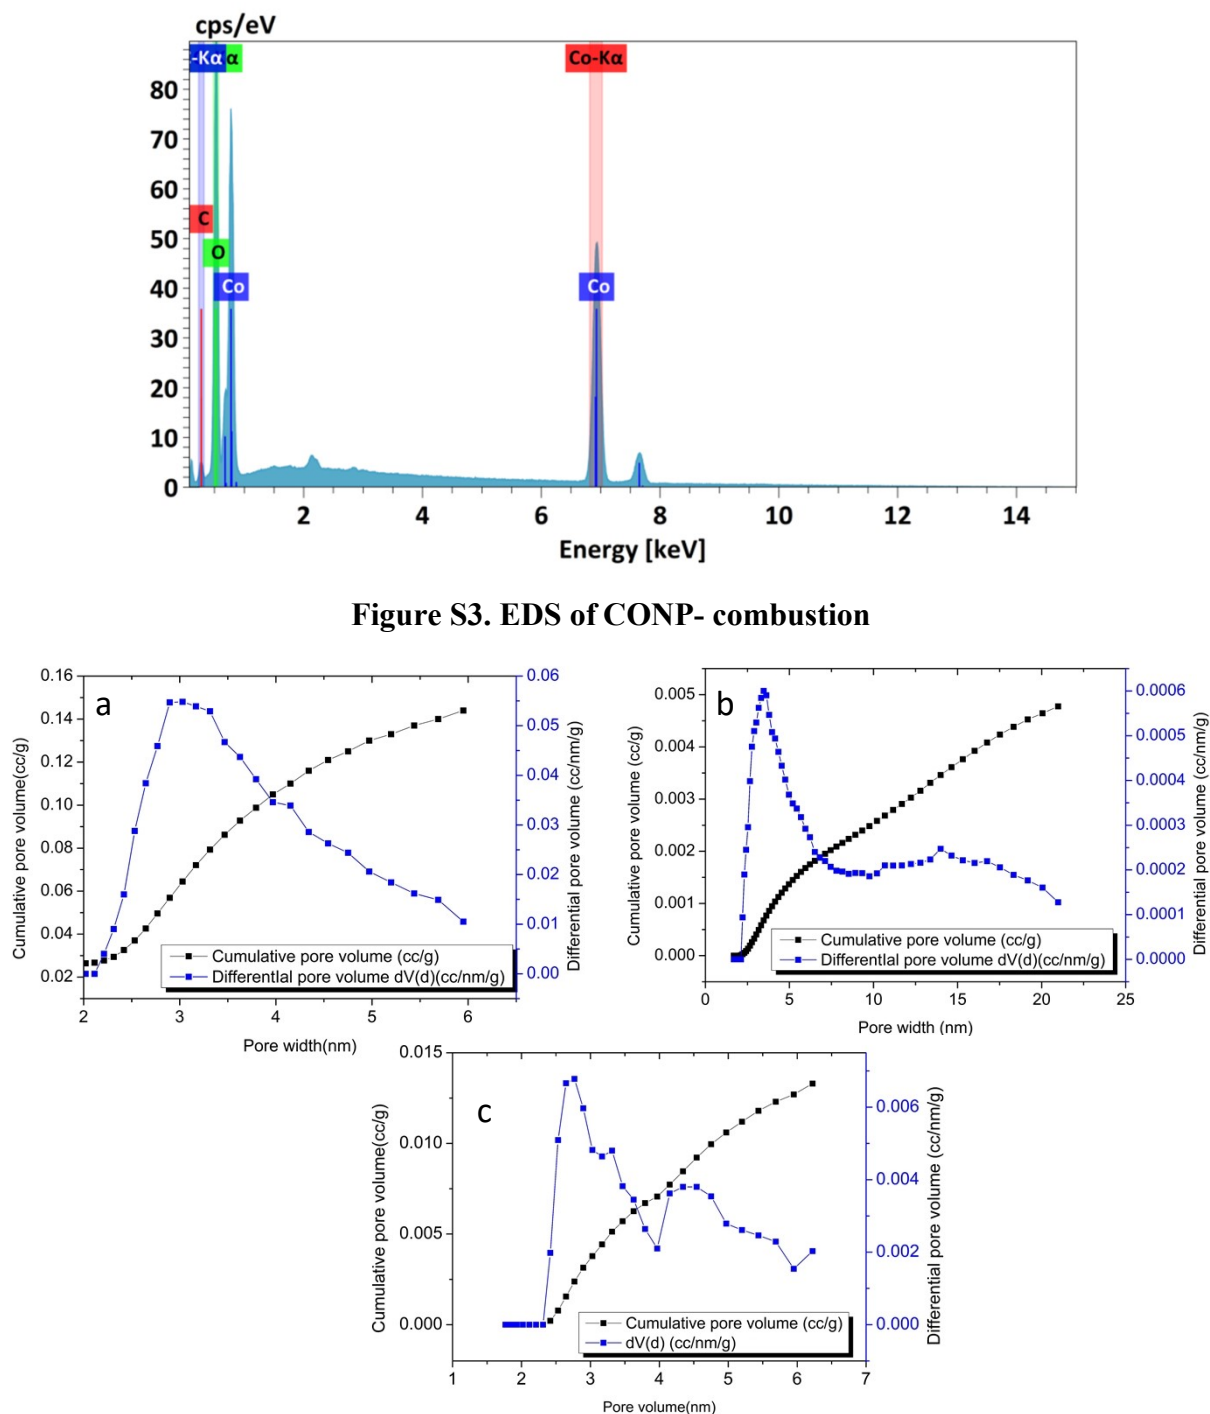 cps/eV
-Kα α Co-Kα
80
70
60
50
40
30
20
10
0
C
O
Co
Co
2 4 6 8 10 12 14
Energy [keV]
Figure S3. EDS of CONP- combustion
a
0.16
0.14
0.12
0.10
0.08
0.06
0.04
0.02
Cumulative pore volume(cc/g)
0.06
0.05
0.04
0.03
0.02
0.01
0.00
Differential pore volume (cc/nm/g)
Cumulative pore volume (cc/g)
Differential pore volume dV(d)(cc/nm/g)
2 3 4 5 6
Pore width(nm)
b
0.005
0.004
0.003
0.002
0.001
0.000
Cumulative pore volume (cc/g)
0.0006
0.0005
0.0004
0.0003
0.0002
0.0001
0.0000
Differential pore volume (cc/nm/g)
Cumulative pore volume (cc/g)
Differential pore volume dV(d)(cc/nm/g)
0 5 10 15 20 25
Pore width (nm)
c
0.015
0.010
0.005
0.000
Cumulative pore volume(cc/g)
0.006
0.004
0.002
0.000
Differential pore volume (cc/nm/g)
Cumulative pore volume (cc/g)
dV(d) (cc/nm/g)
1 2 3 4 5 6 7
Pore volume(nm)